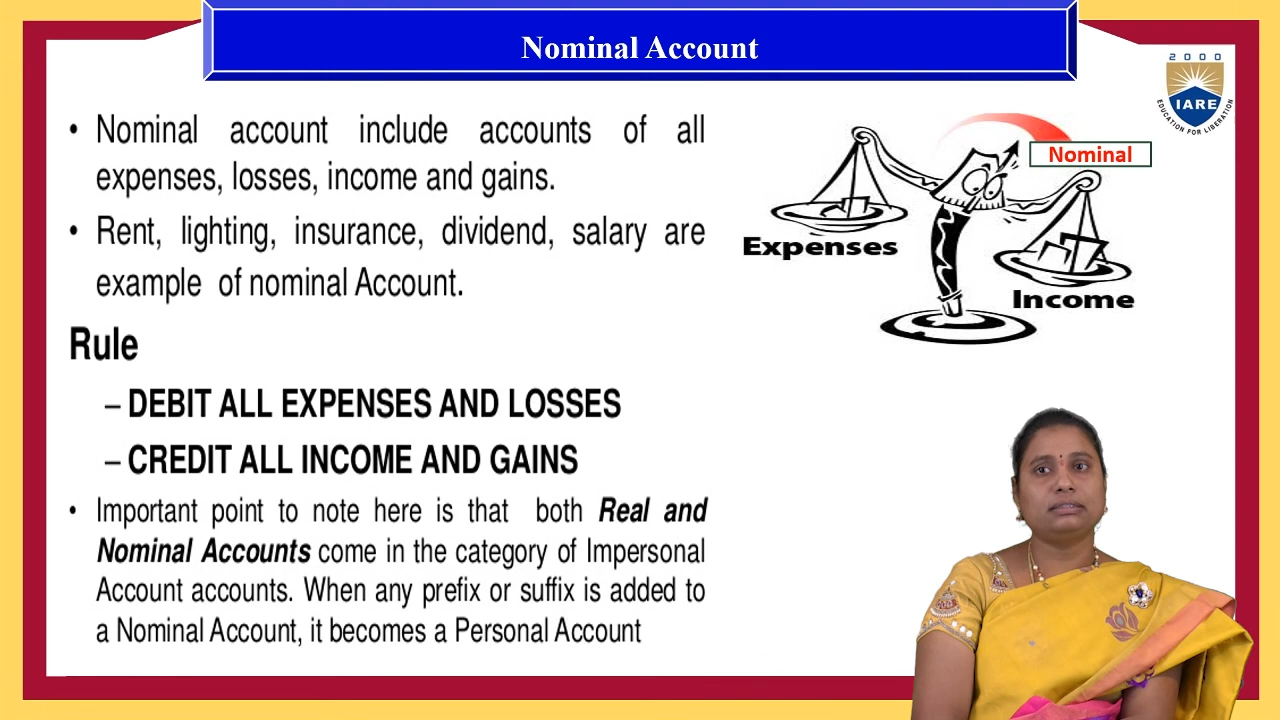 Nominal Account
2000
IARE
EDUCATION FOR LIBERATION
• Nominal account include accounts of all
expenses, losses, income and gains.
• Rent, lighting, insurance, dividend, salary are
example of nominal Account.
Rule
– DEBIT ALL EXPENSES AND LOSSES
– CREDIT ALL INCOME AND GAINS
• Important point to note here is that both Real and
Nominal Accounts come in the category of Impersonal
Account accounts. When any prefix or suffix is added to
a Nominal Account, it becomes a Personal Account
Nominal
Expenses
Income